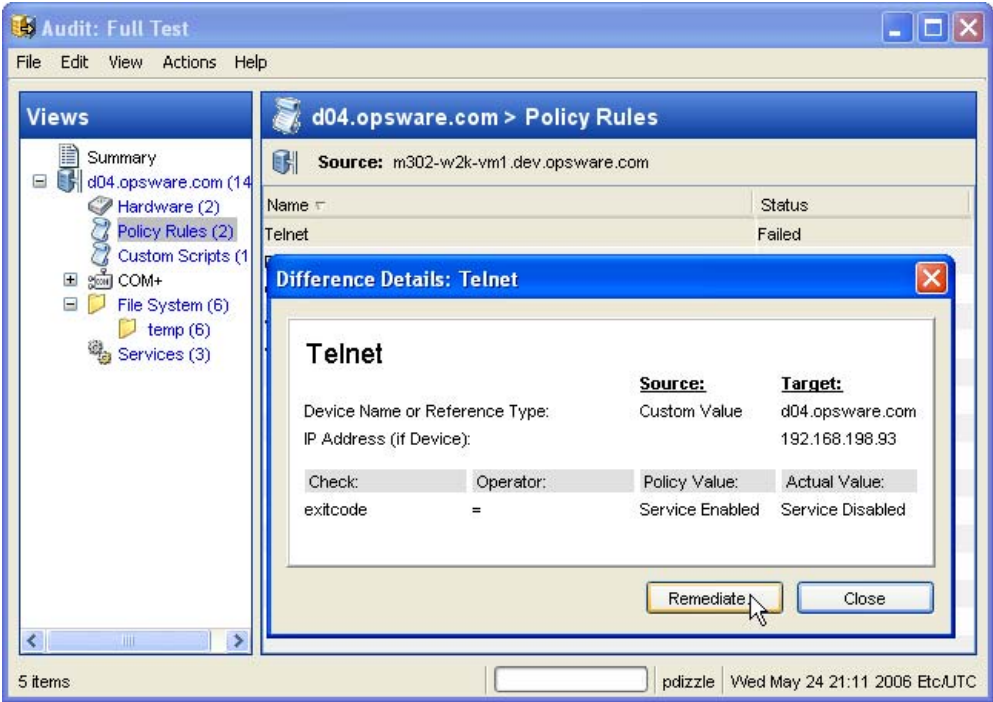 Audit: Full Test
File Edit View Actions Help
Views
Summary
d04.opsware.com (14
Hardware (2)
Policy Rules (2)
Custom Scripts (1
COM+
File System (6)
temp (6)
Services (3)
d04.opsware.com > Policy Rules
Source: m302-w2k-vm1.dev.opsware.com
Name Status
Telnet Failed
Difference Details: Telnet
Telnet
Source: Target:
Device Name or Reference Type: Custom Value d04.opsware.com
IP Address (if Device): 192.168.198.93
Check: Operator: Policy Value: Actual Value:
exitcode = Service Enabled Service Disabled
Remediate Close
5 items pdizzle Wed May 24 21:11 2006 Etc/UTC